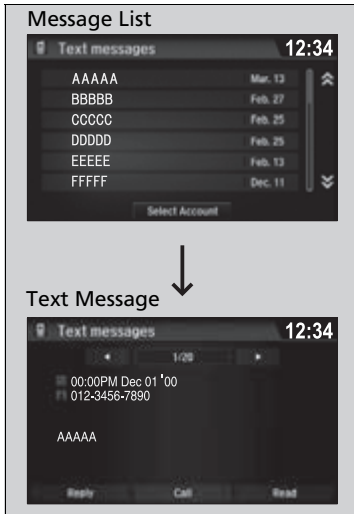 Message List
Text messages 12:34
AAAAA Mar. 13
BBBBB Feb. 27
CCCCC Feb. 25
DDDDD Feb. 25
EEEEE Feb. 13
FFFFF Dec. 11
Select Account
Text Message
Text messages 12:34
1/20
00:00PM Dec 01 '00
012-3456-7890
AAAAA
Reply Call Read